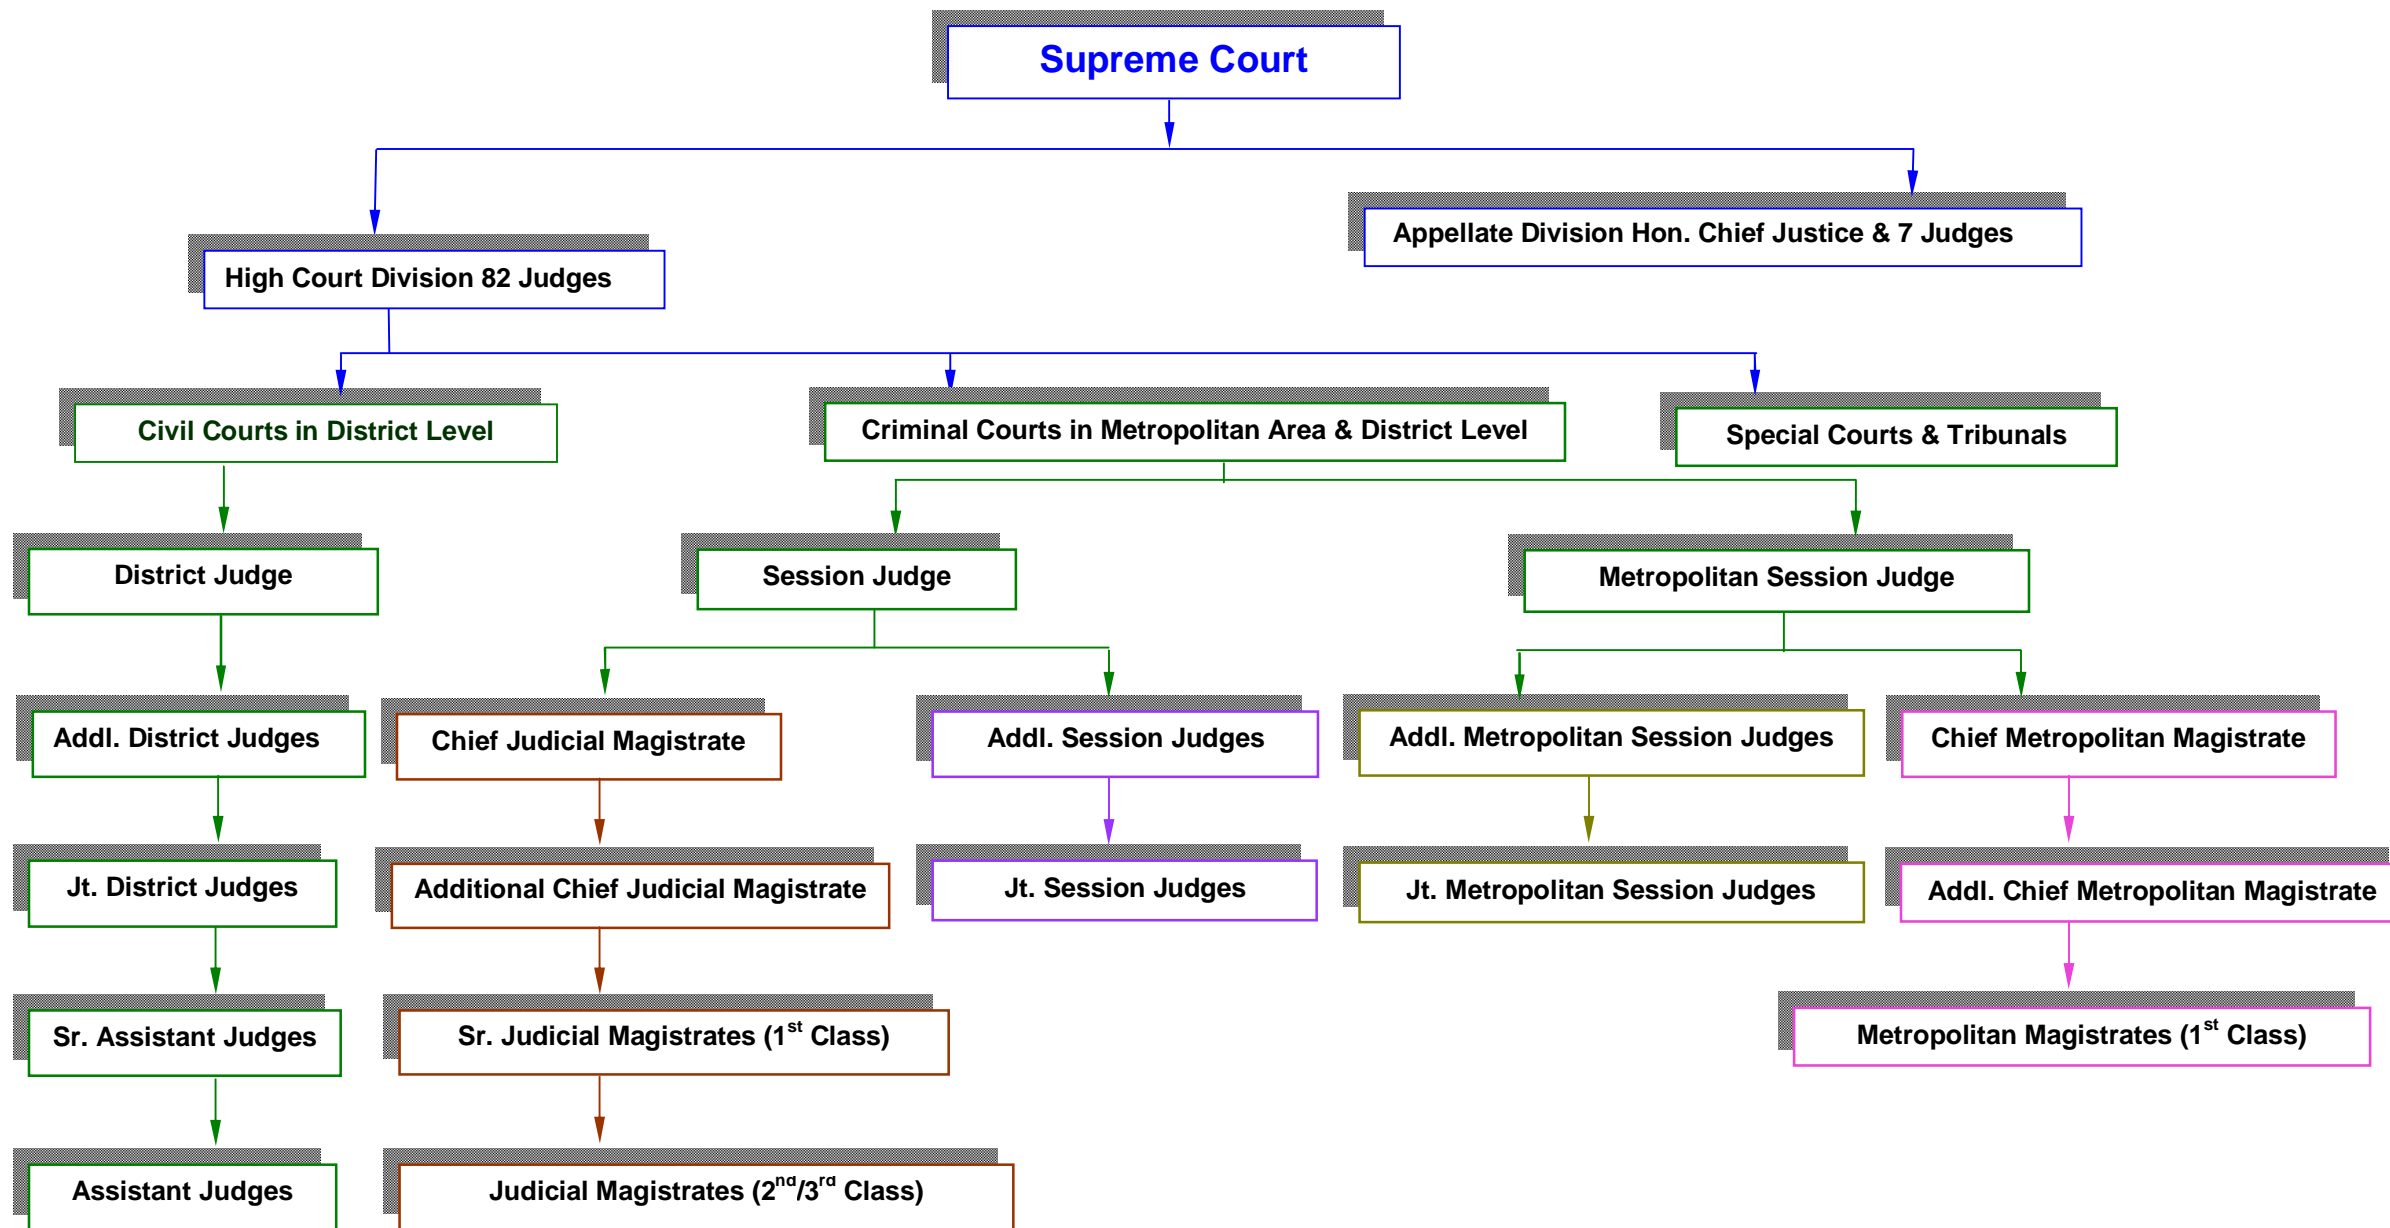 Supreme Court
Appellate Division Hon. Chief Justice & 7 Judges
High Court Division 82 Judges
Civil Courts in District Level
Criminal Courts in Metropolitan Area & District Level
Special Courts & Tribunals
District Judge
Session Judge
Metropolitan Session Judge
Addl. District Judges
Chief Judicial Magistrate
Addl. Session Judges
Addl. Metropolitan Session Judges
Chief Metropolitan Magistrate
Jt. District Judges
Additional Chief Judicial Magistrate
Jt. Session Judges
Jt. Metropolitan Session Judges
Addl. Chief Metropolitan Magistrate
Sr. Assistant Judges
Sr. Judicial Magistrates (1st Class)
Metropolitan Magistrates (1st Class)
Assistant Judges
Judicial Magistrates (2nd/3rd Class)